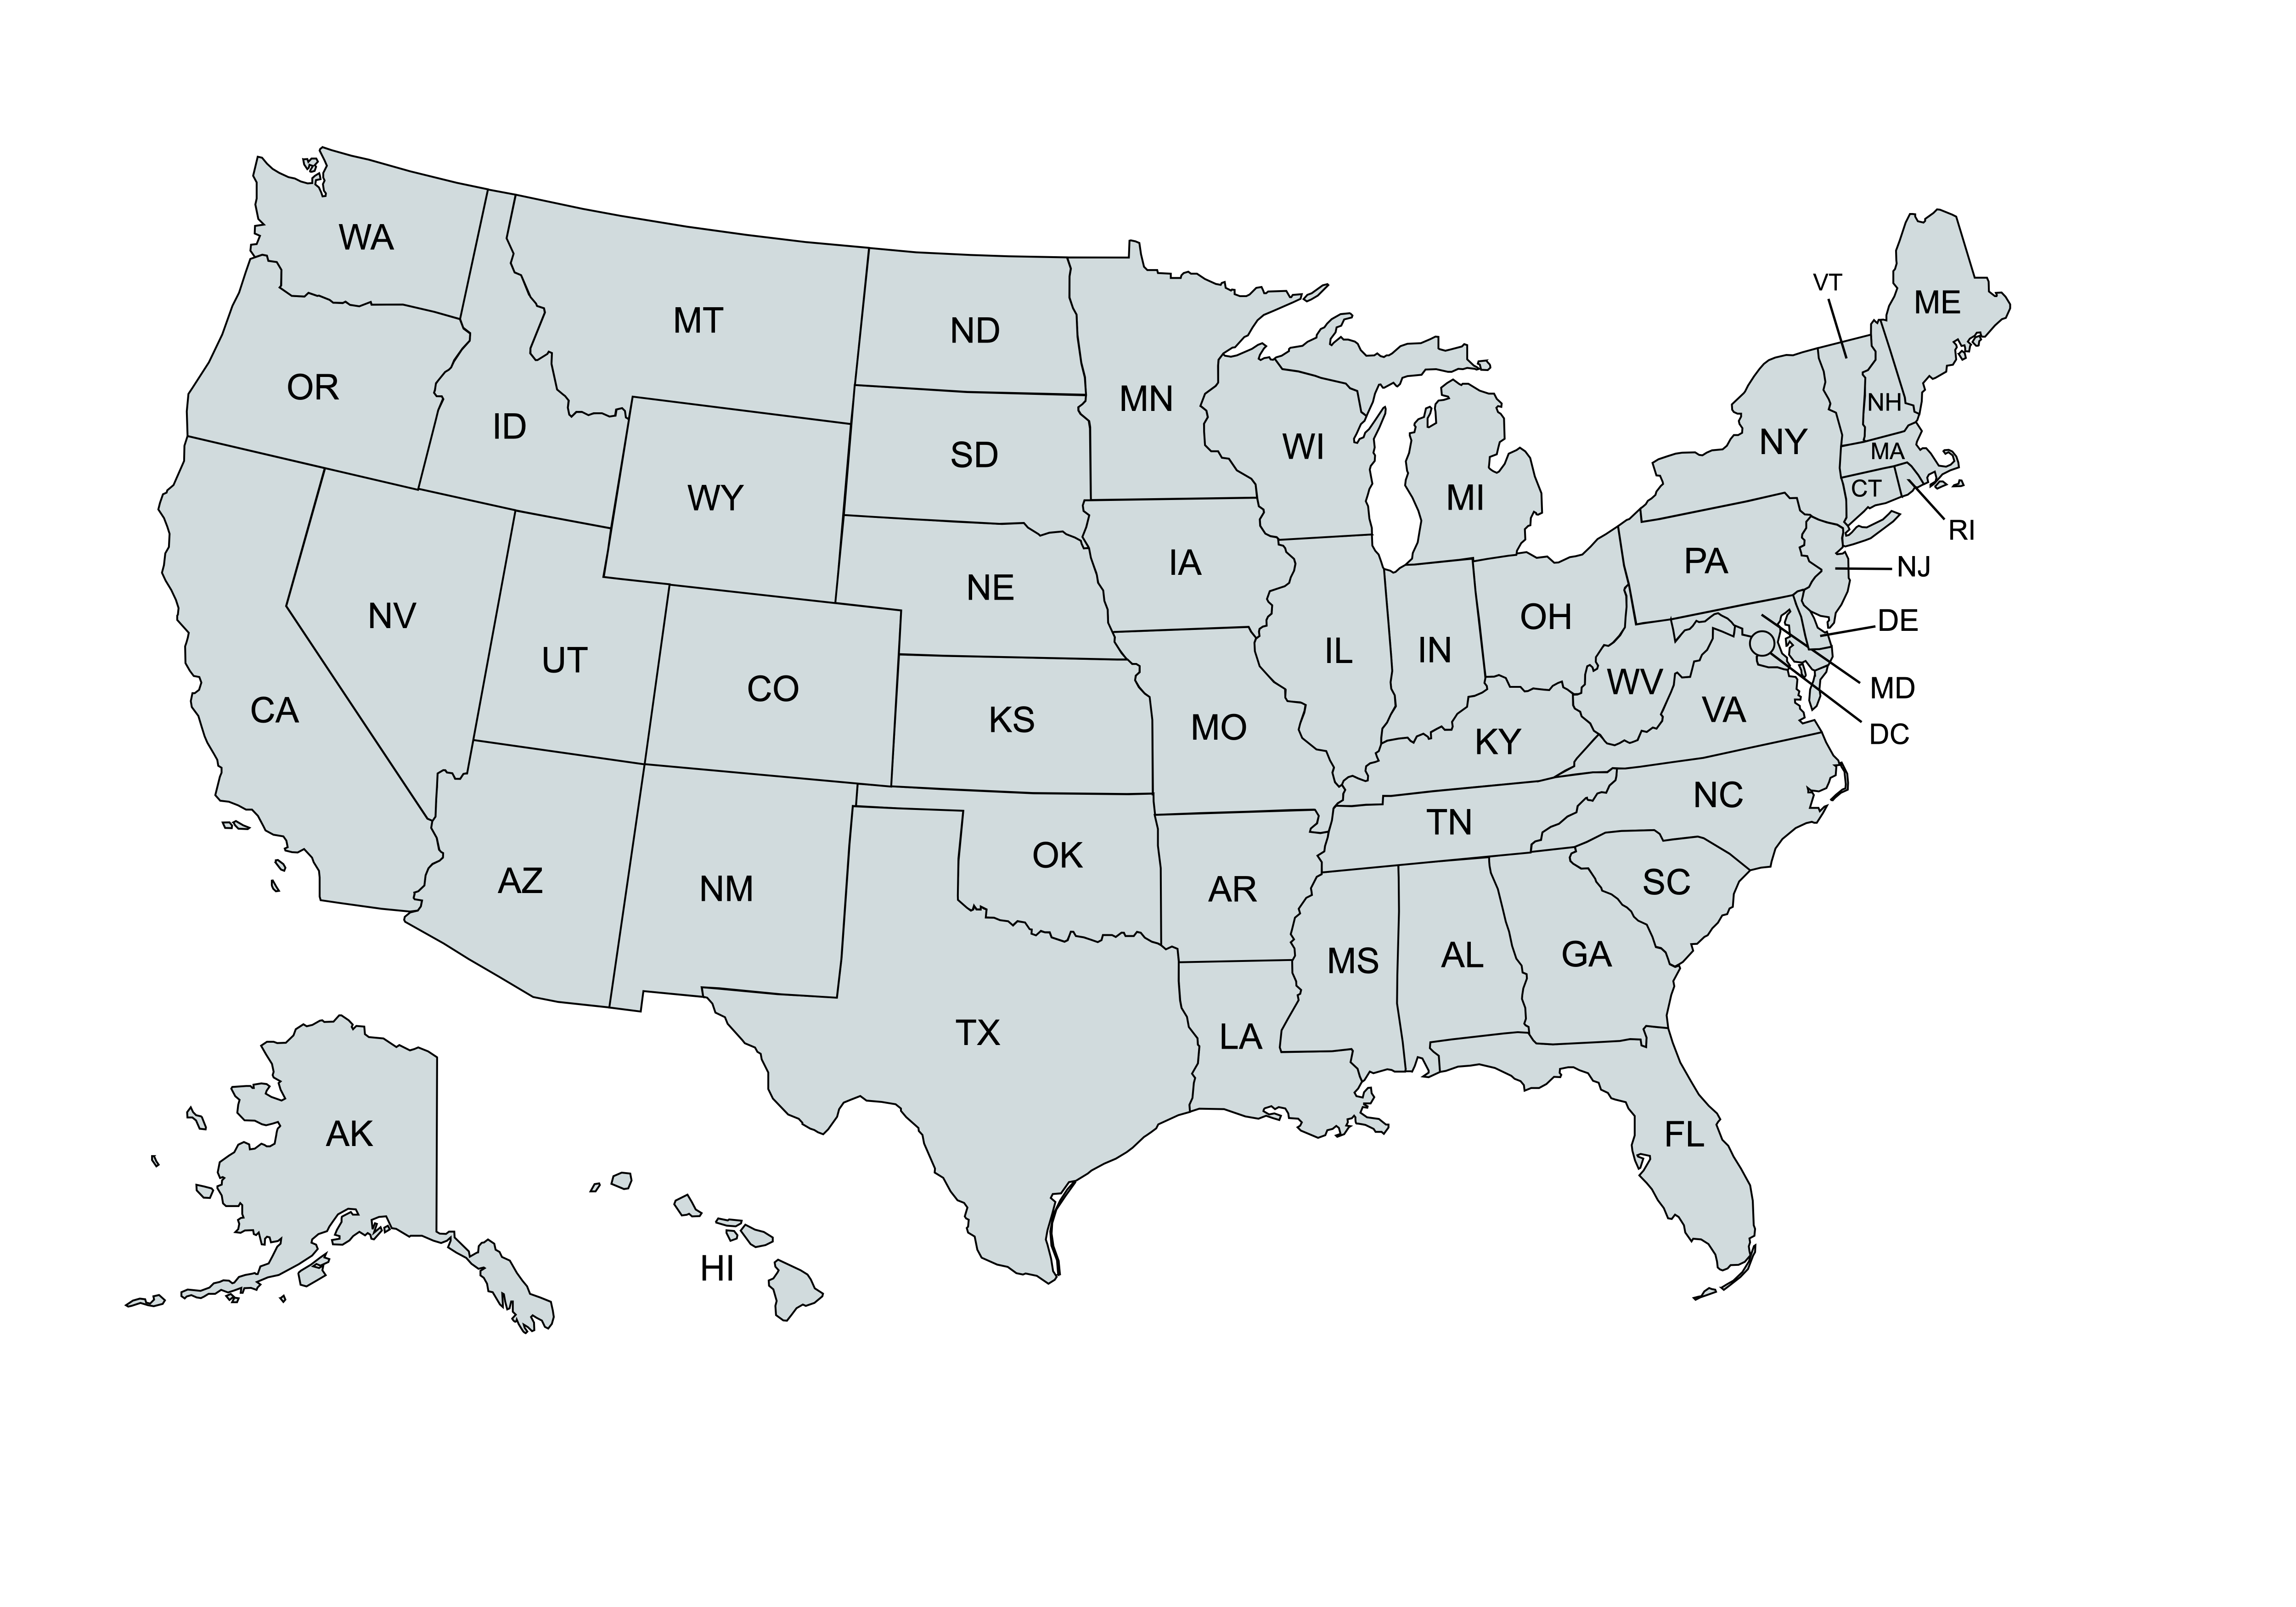 WA
MT
ND
MN
VT
ME
OR
ID
SD
WI
NH
NY
MA
WY
MI
CT
RI
IA
PA
NJ
NE
NV
OH
DE
UT
IL
IN
CO
WV
MD
CA
KS
MO
VA
DC
KY
NC
TN
OK
AZ
NM
AR
SC
MS
AL
GA
TX
LA
AK
FL
HI